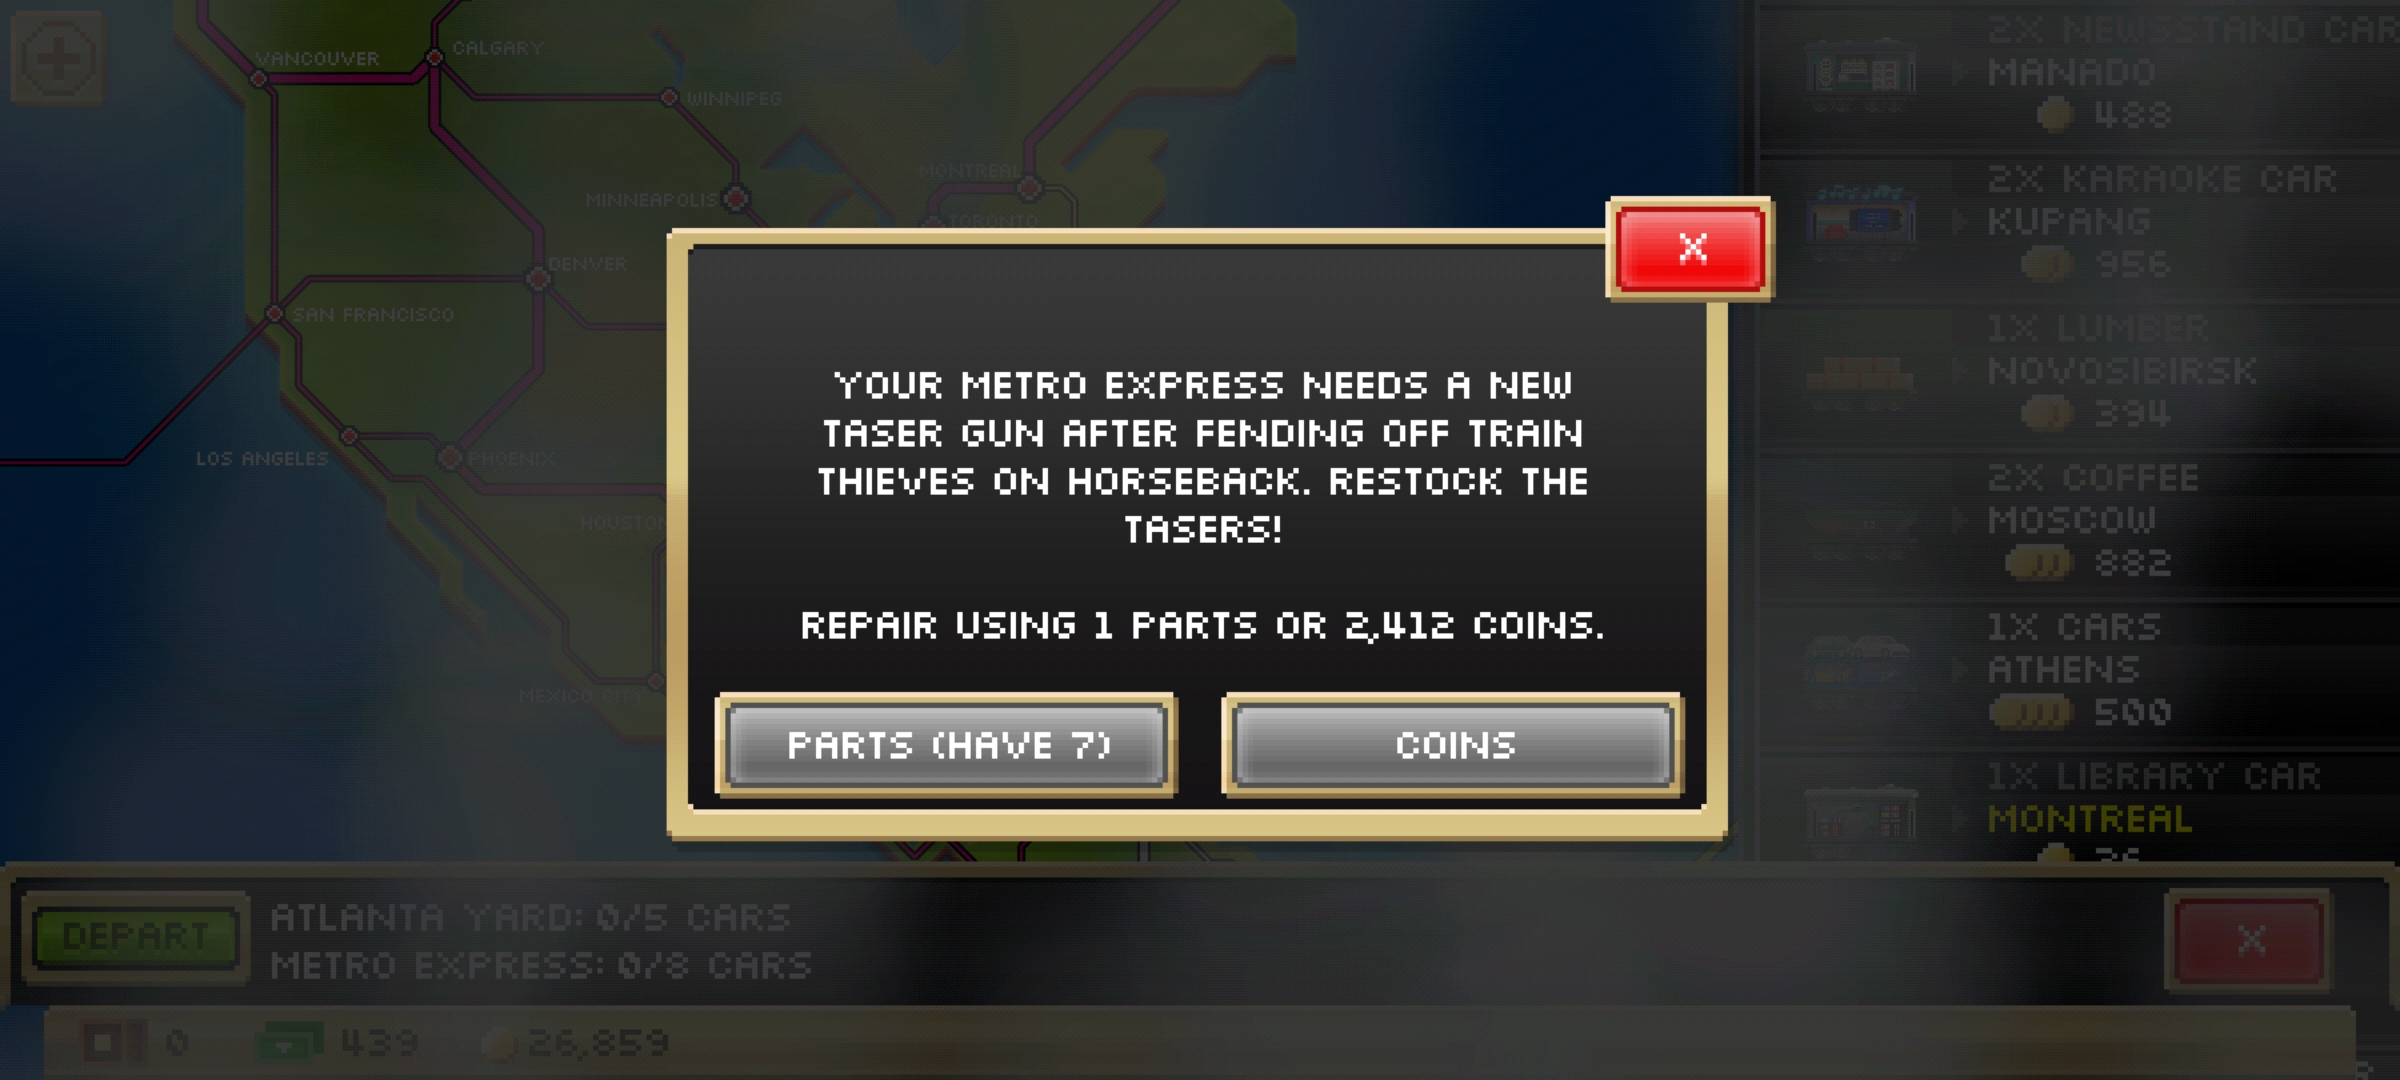 VANCOUVER
CALGARY
WINNIPEG
MINNEAPOLIS
MONTREAL
TORONTO
DENVER
SAN FRANCISCO
LOS ANGELES
PHOENIX
HOUSTON
MEXICO CITY
X
YOUR METRO EXPRESS NEEDS A NEW
TASER GUN AFTER FENDING OFF TRAIN
THIEVES ON HORSEBACK. RESTOCK THE
TASERS!
REPAIR USING 1 PARTS OR 2,412 COINS.
PARTS (HAVE 7)
COINS
2X NEWSSTAND CAR
MANADO
488
2X KARAOKE CAR
KUPANG
956
1X LUMBER
NOVOSIBIRSK
394
2X COFFEE
MOSCOW
882
1X CARS
ATHENS
500
1X LIBRARY CAR
MONTREAL
DEPART
ATLANTA YARD: 0/5 CARS
METRO EXPRESS: 0/8 CARS
X
0
439
26,859